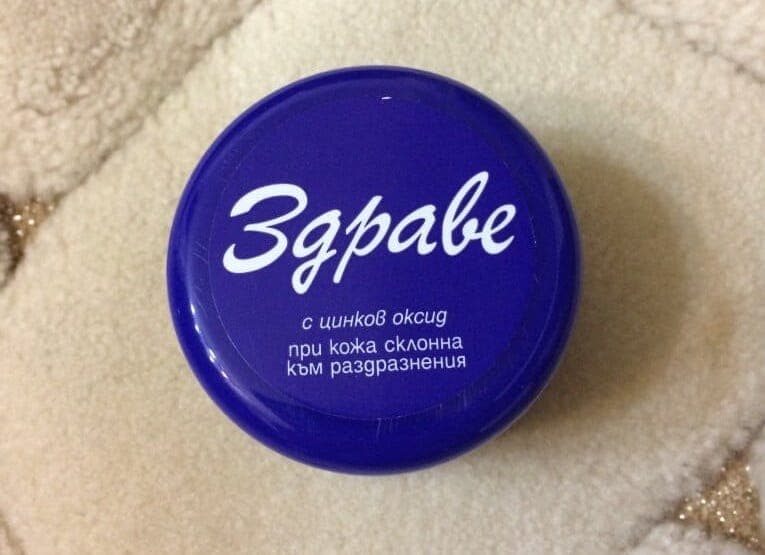 Здраве
с цинков оксид
при кожа склонна
към раздразнения